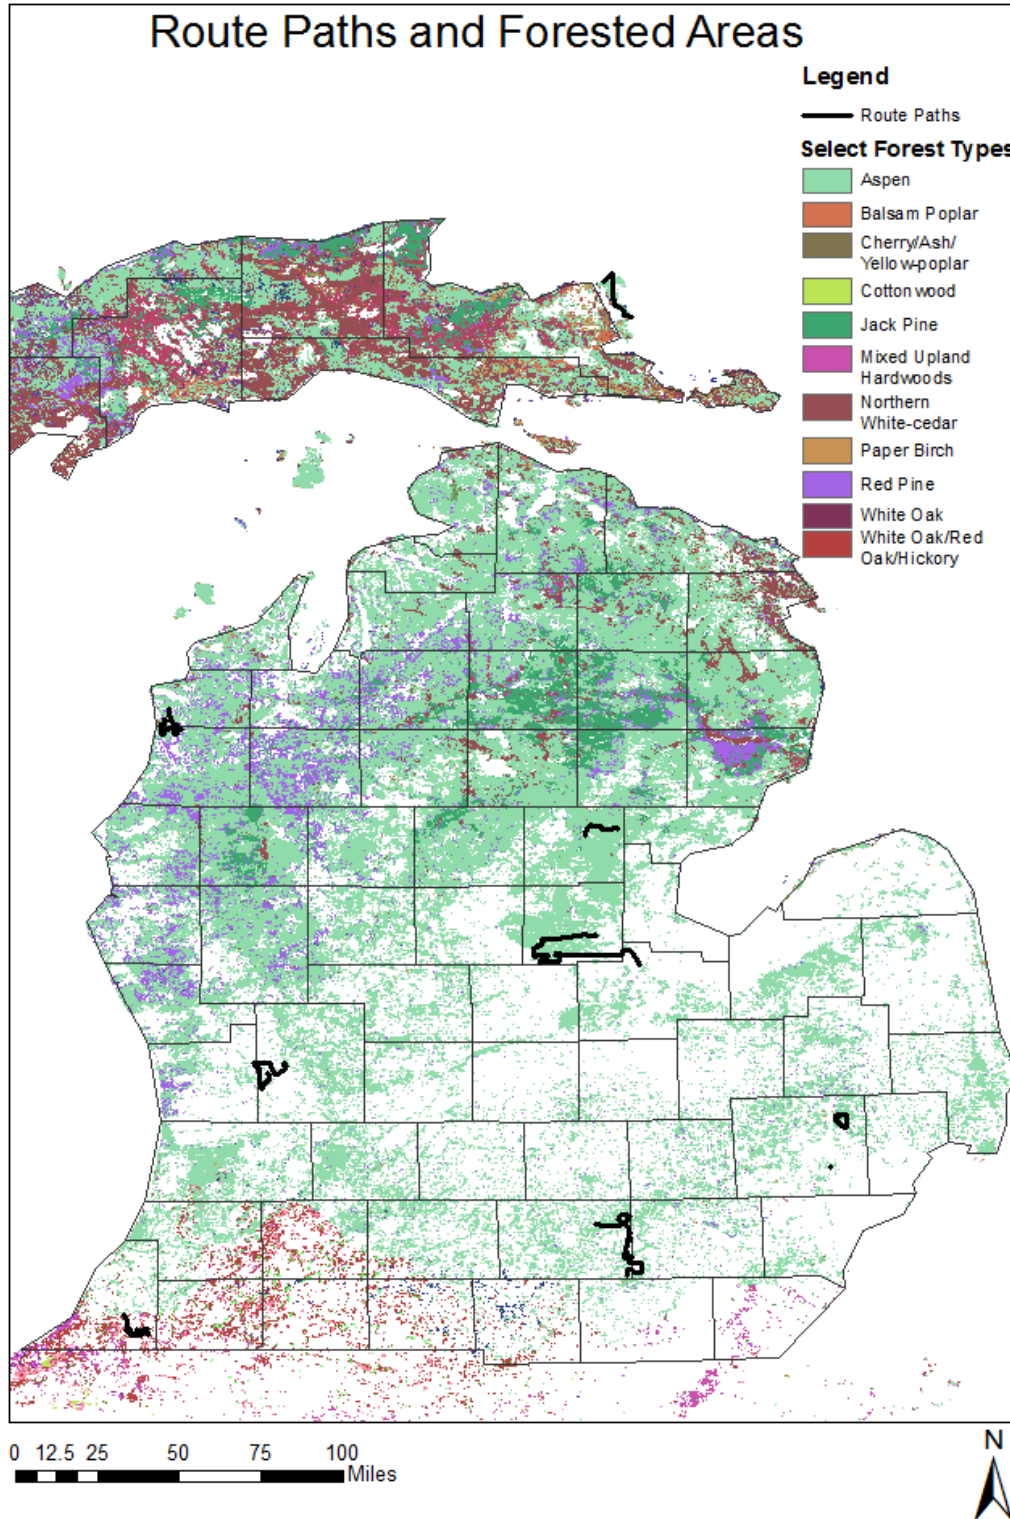 Route Paths and Forested Areas
Legend
Route Paths
Select Forest Types
Aspen
Balsam Poplar
Cherry/Ash/
Yellow-poplar
Cottonwood
Jack Pine
Mixed Upland
Hardwoods
Northern
White-cedar
Paper Birch
Red Pine
White Oak
White Oak/Red
Oak/Hickory
0 12.5 25 50 75 100
Miles
N